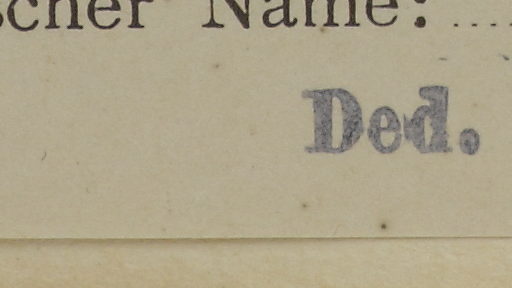 scher Name: ....
Ded.